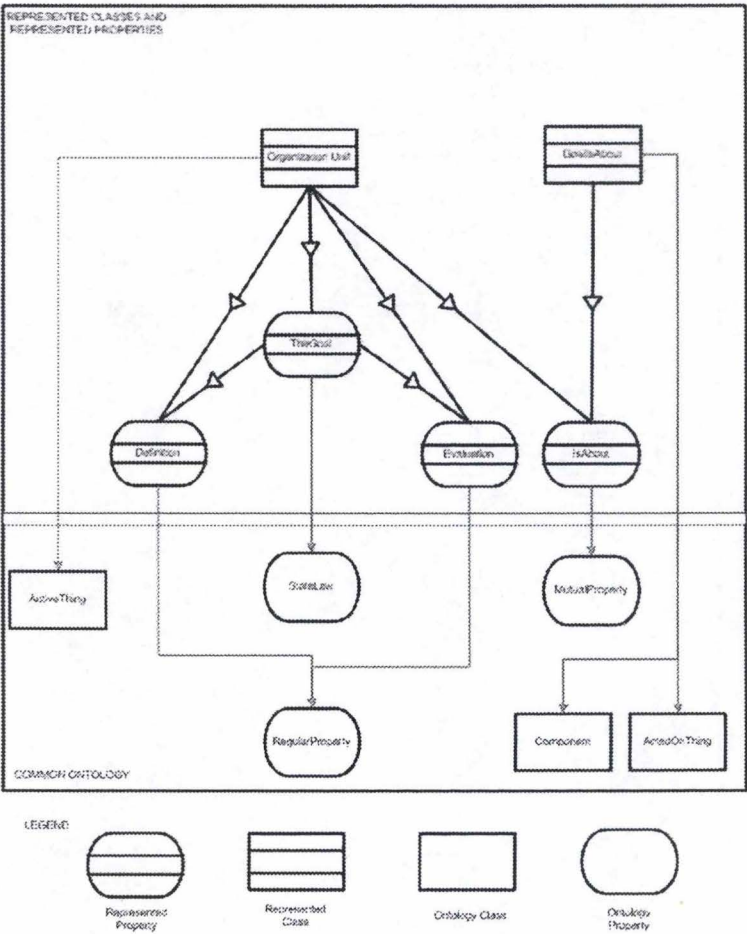 REPRESENTED CLASSES AND
REPRESENTED PROPERTIES
Organization Unit
GoalIsAbout
TheGoal
Definition
Evaluation
IsAbout
ActiveThing
StateLaw
MutualProperty
RegularProperty
Component
ActedOnThing
COMMON ONTOLOGY
LEGEND
Represented
Property
Represented
Class
Ontology Class
Ontology
Property